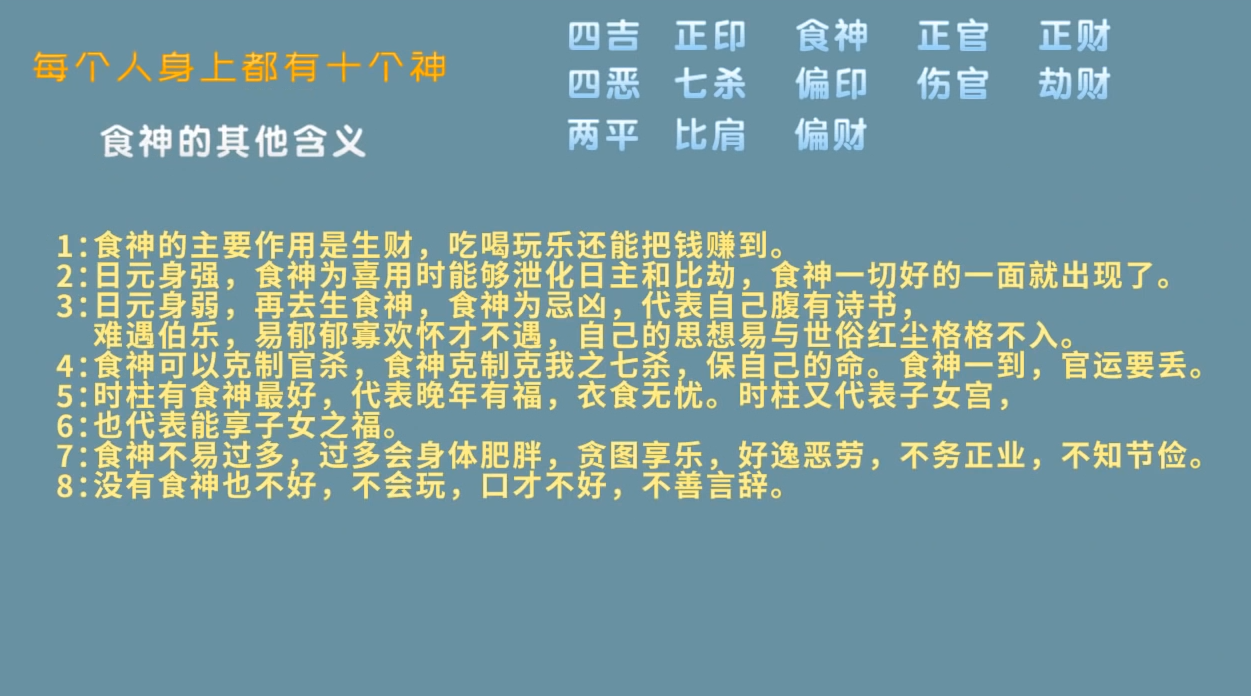 每个人身上都有十个神
四吉 正印 食神 正官 正财
四恶 七杀 偏印 伤官 劫财
两平 比肩 偏财
食神的其他含义
1:食神的主要作用是生财，吃喝玩乐还能把钱赚到。
2:日元身强，食神为喜用时能够泄化日主和比劫，食神一切好的一面就出现了。
3:日元身弱，再去生食神，食神为忌凶，代表自己腹有诗书，
难遇伯乐，易郁郁寡欢怀才不遇，自己的思想易与世俗红尘格格不入。
4:食神可以克制官杀，食神克制克我之七杀，保自己的命。食神一到，官运要丢。
5:时柱有食神最好，代表晚年有福，衣食无忧。时柱又代表子女宫，
6:也代表能享子女之福。
7:食神不易过多，过多会身体肥胖，贪图享乐，好逸恶劳，不务正业，不知节俭。
8:没有食神也不好，不会玩，口才不好，不善言辞。